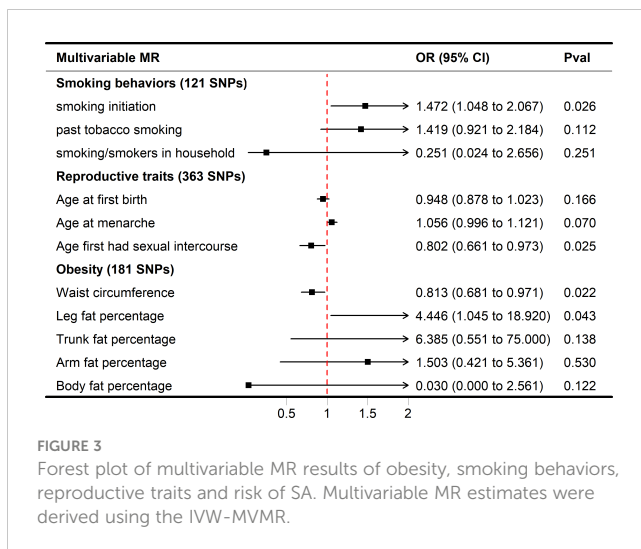 Multivariable MR OR (95% CI) Pval
Smoking behaviors (121 SNPs)
smoking initiation 1.472 (1.048 to 2.067) 0.026
past tobacco smoking 1.419 (0.921 to 2.184) 0.112
smoking/smokers in household 0.251 (0.024 to 2.656) 0.251
Reproductive traits (363 SNPs)
Age at first birth 0.948 (0.878 to 1.023) 0.166
Age at menarche 1.056 (0.996 to 1.121) 0.070
Age first had sexual intercourse 0.802 (0.661 to 0.973) 0.025
Obesity (181 SNPs)
Waist circumference 0.813 (0.681 to 0.971) 0.022
Leg fat percentage 4.446 (1.045 to 18.920) 0.043
Trunk fat percentage 6.385 (0.551 to 75.000) 0.138
Arm fat percentage 1.503 (0.421 to 5.361) 0.530
Body fat percentage 0.030 (0.000 to 2.561) 0.122
0.5 1 1.5 2
FIGURE 3
Forest plot of multivariable MR results of obesity, smoking behaviors,
reproductive traits and risk of SA. Multivariable MR estimates were
derived using the IVW-MVMR.